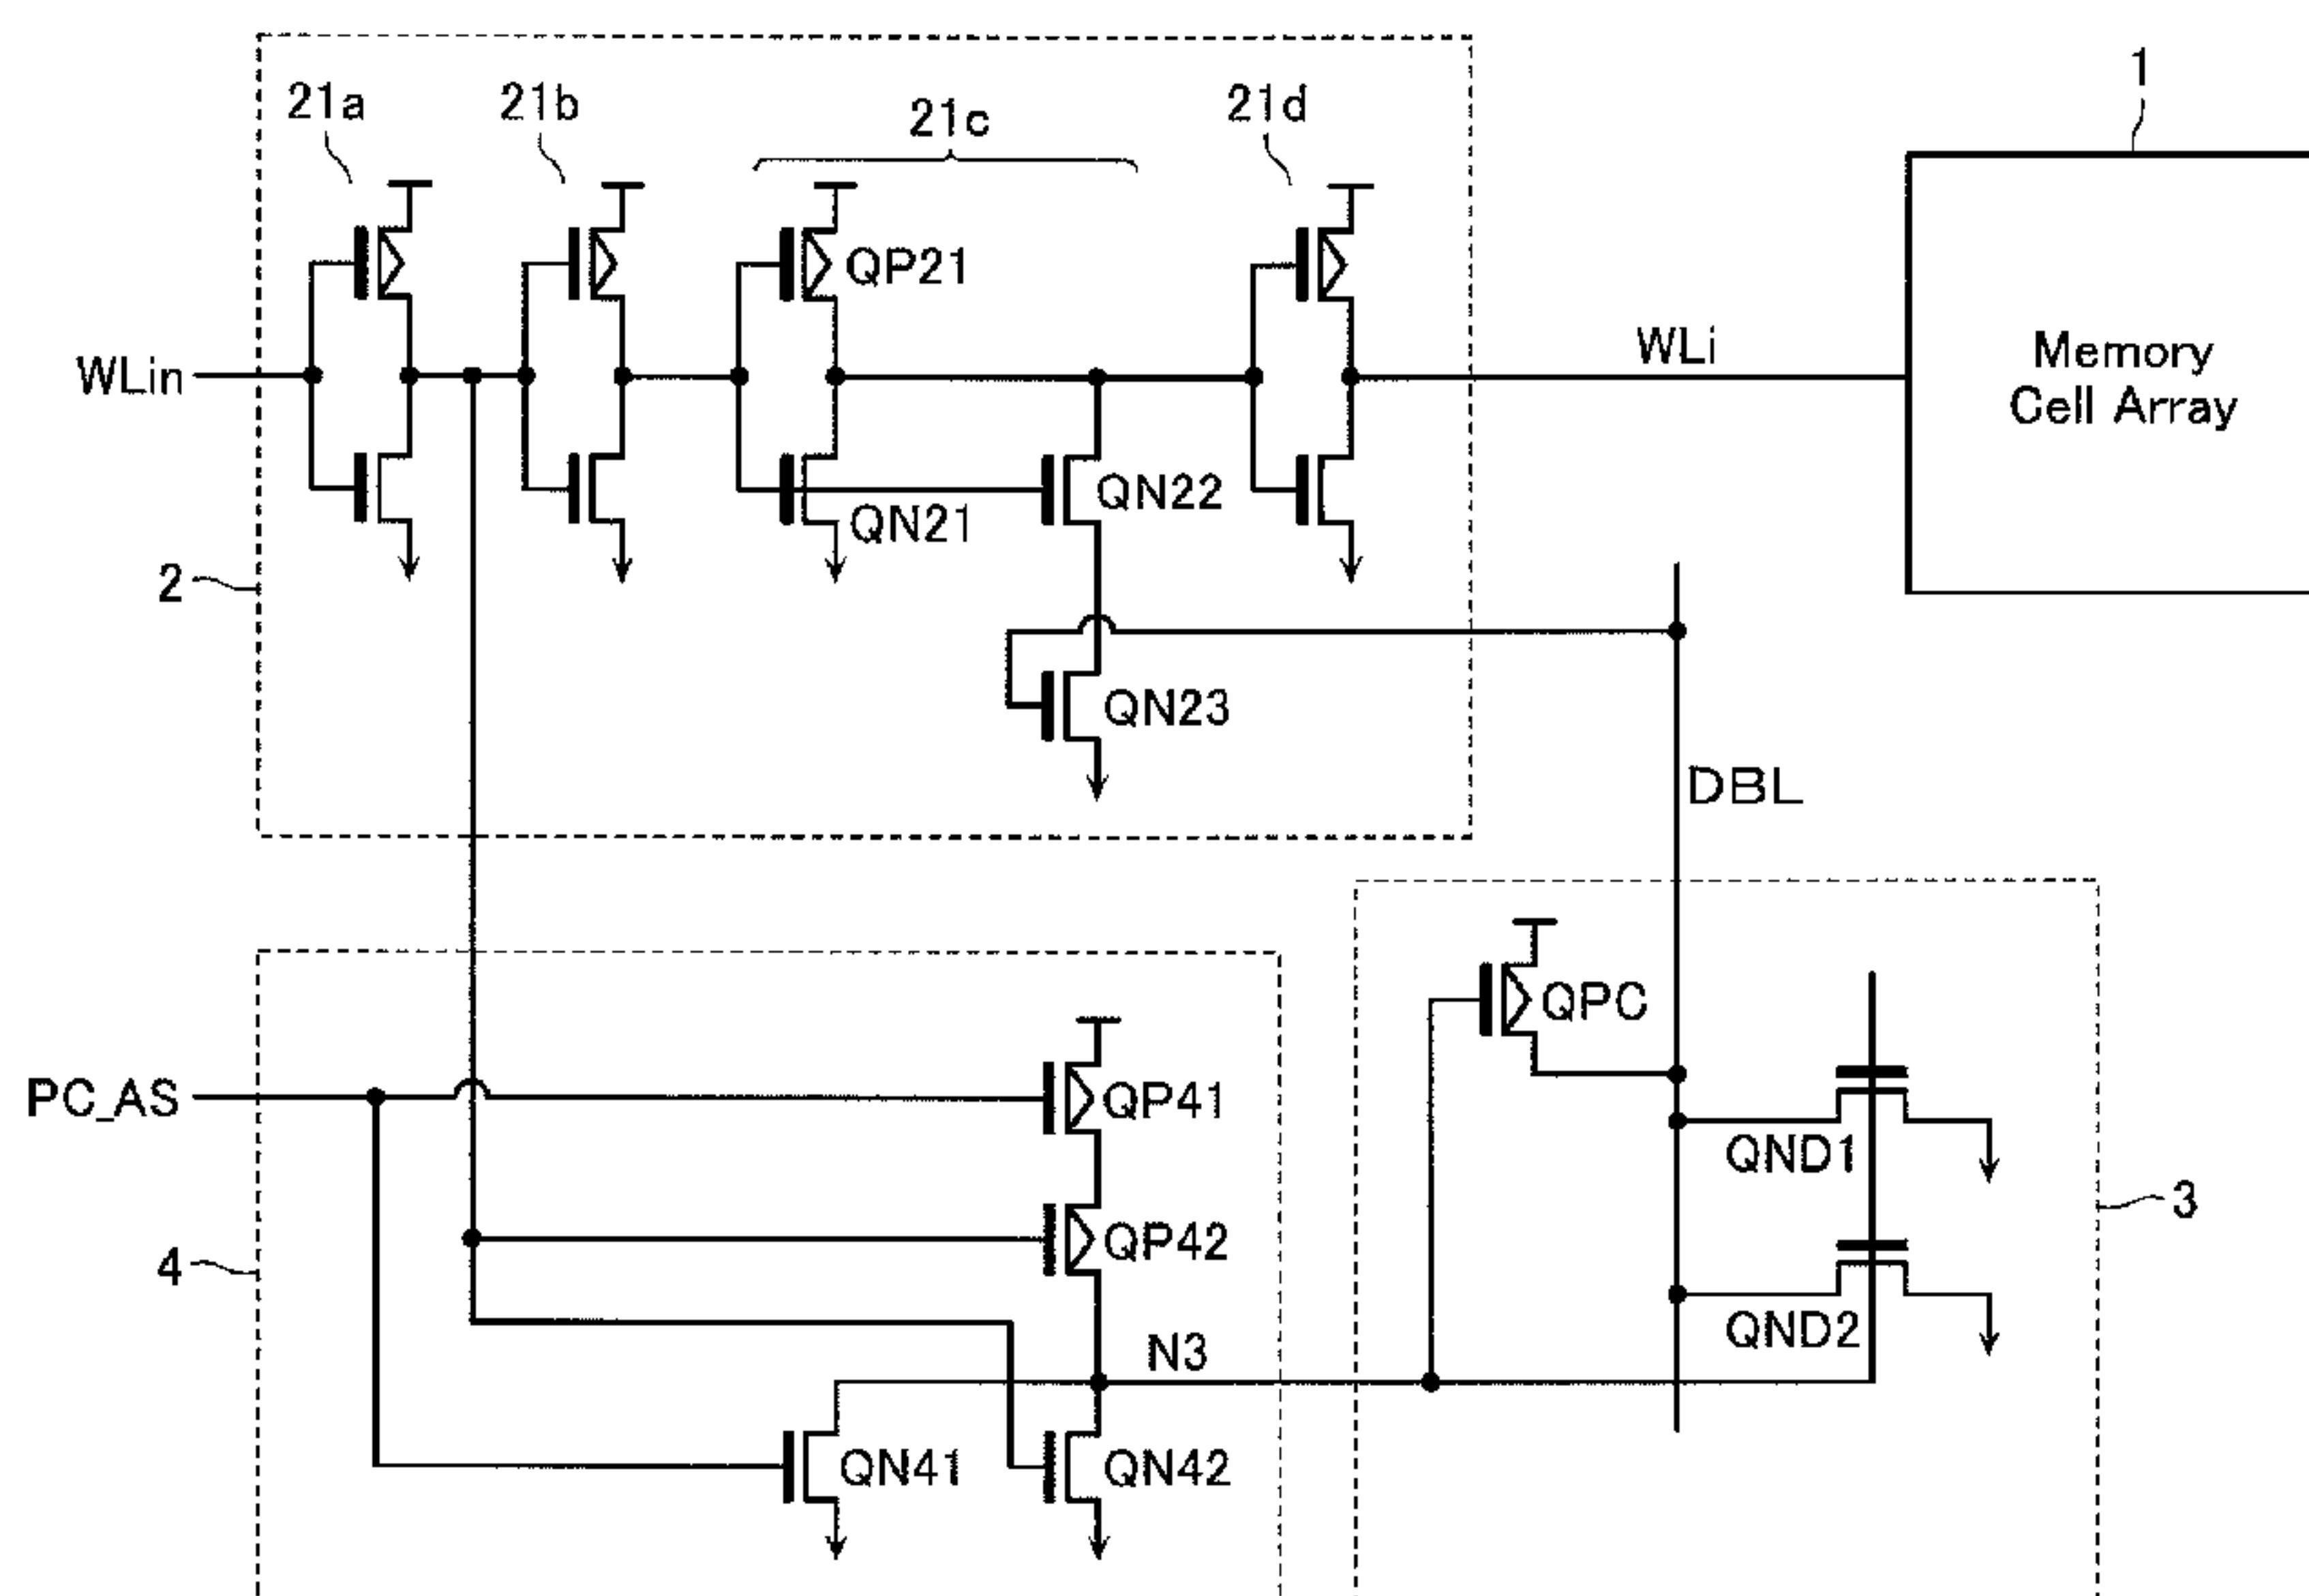 1
21a
21b
21c
21d
QP21
WLi
WLin
Memory
Cell Array
QN22
QN21
2
QN23
DBL
QPC
PC_AS
QP41
QND1
3
QP42
4
QND2
N3
QN41
QN42